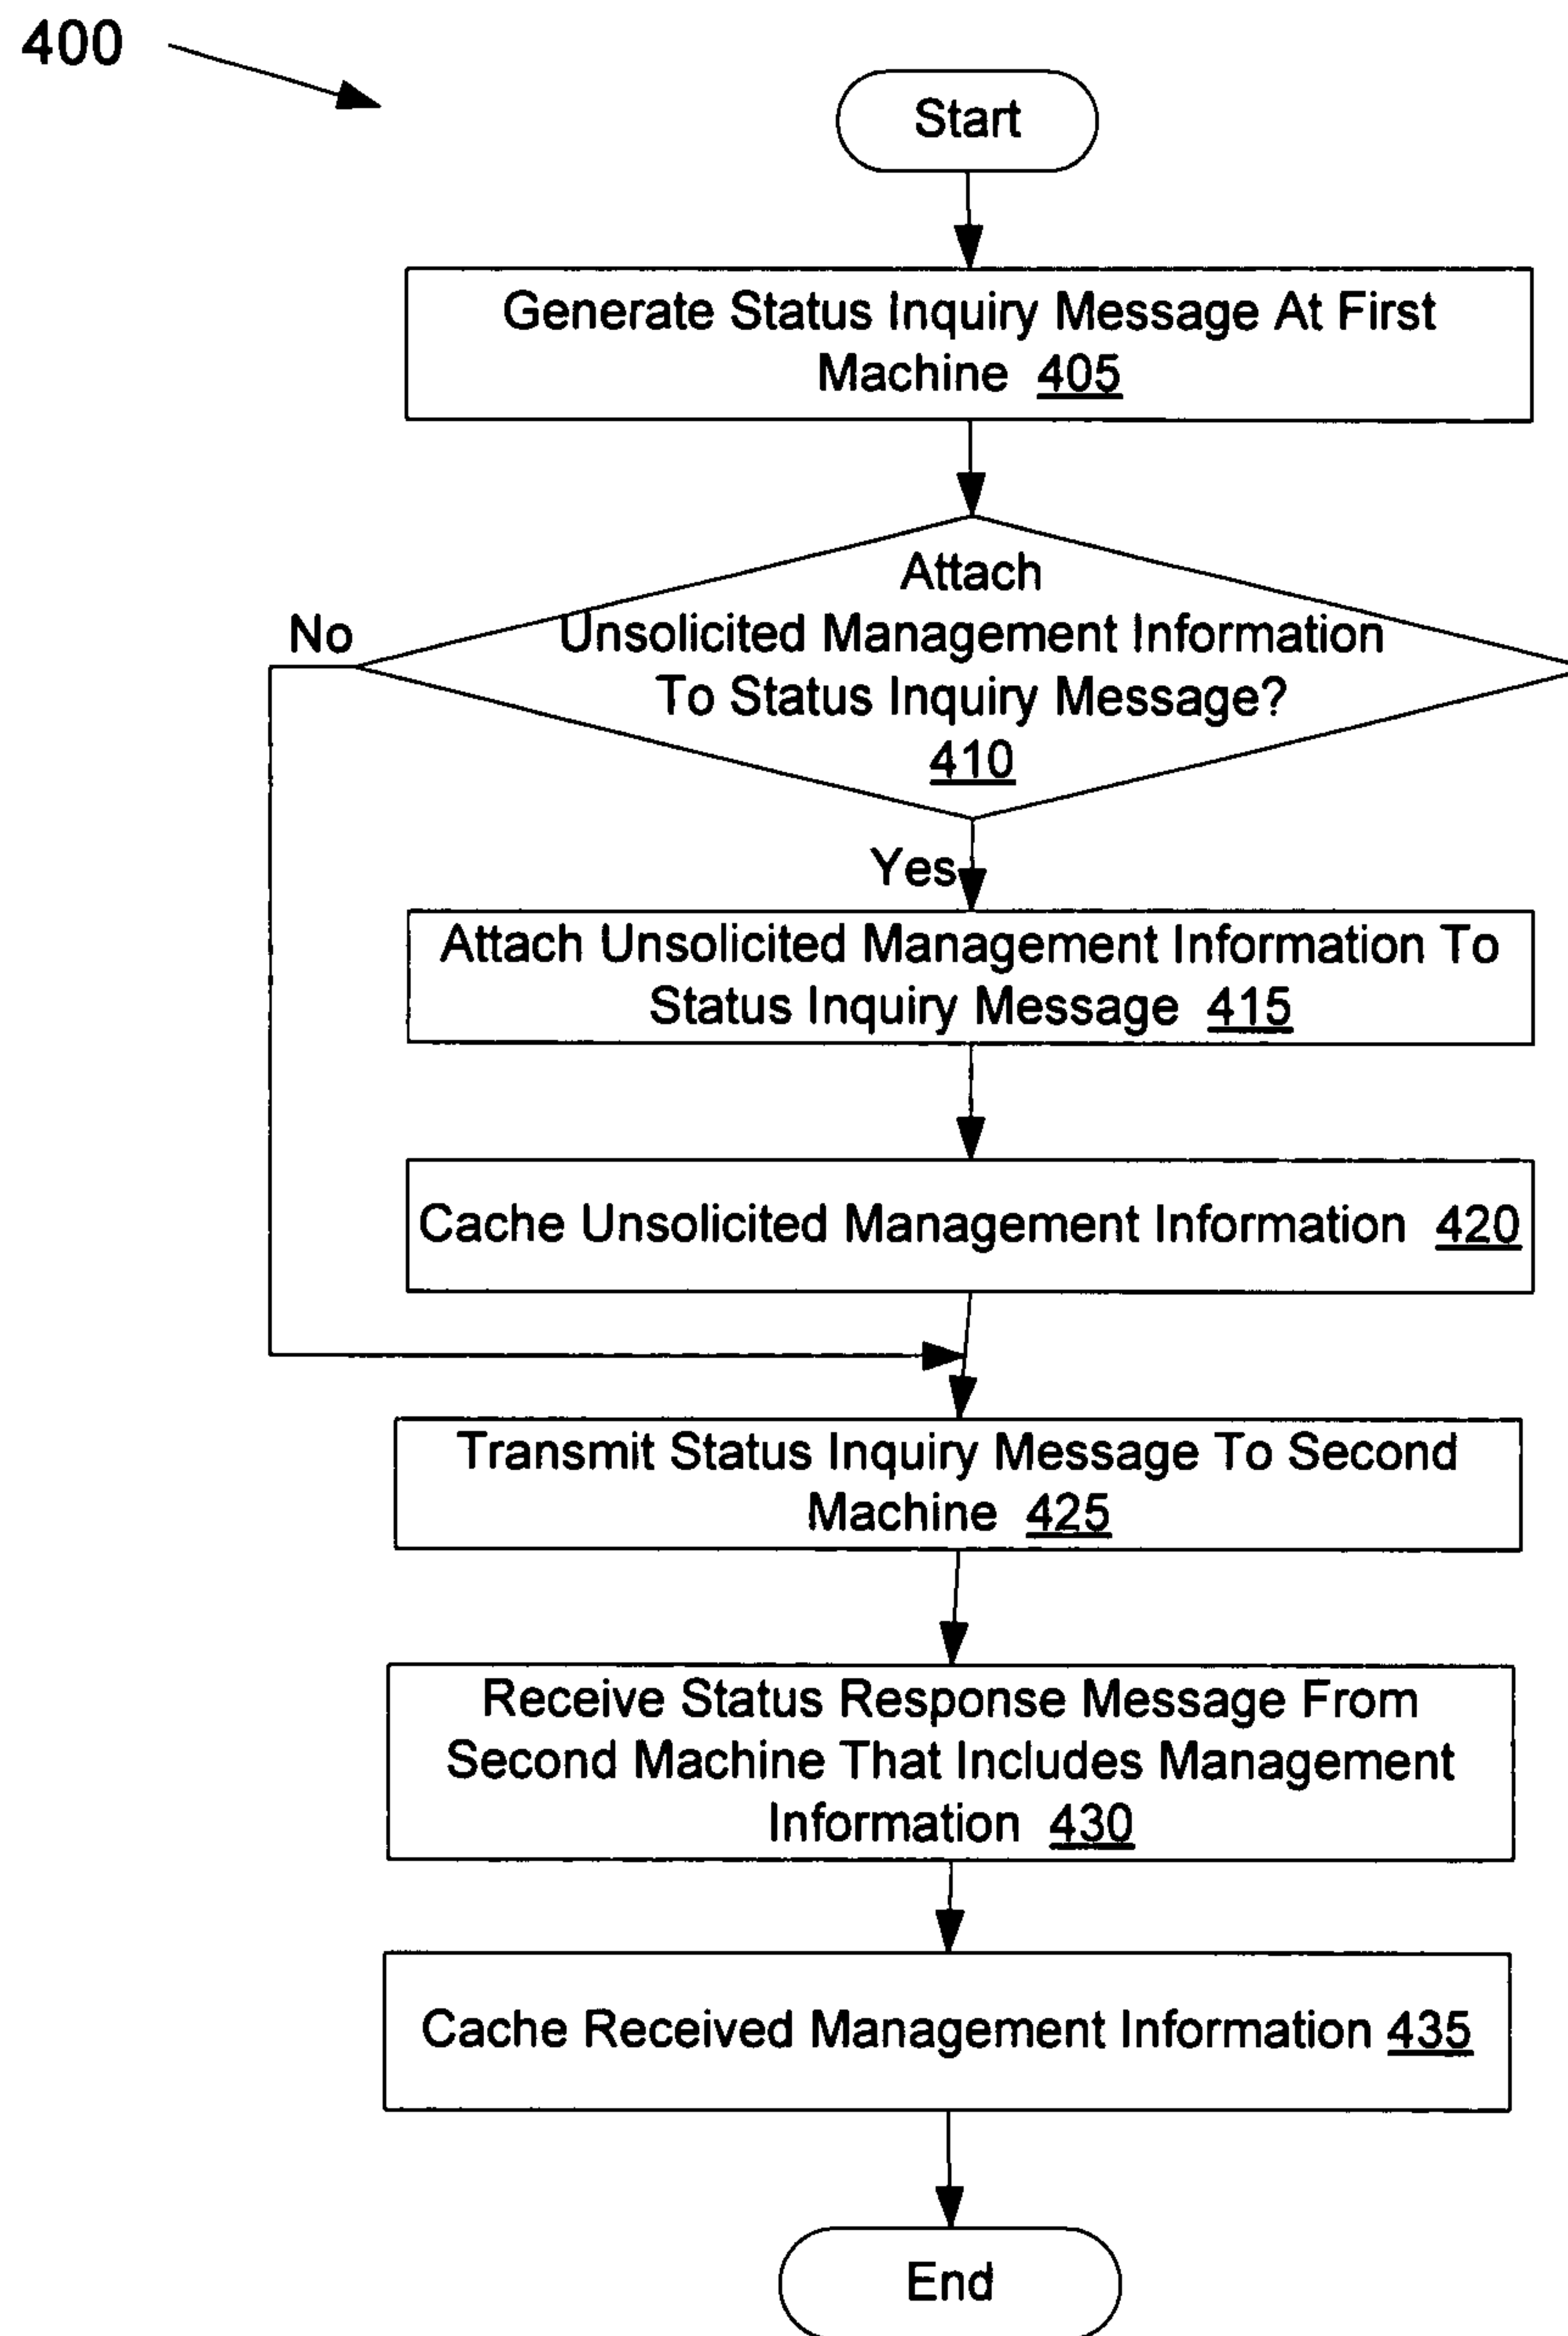 400
Start
Generate Status Inquiry Message At First
Machine 405
Attach
Unsolicited Management Information
To Status Inquiry Message?
410
No
Yes
Attach Unsolicited Management Information To
Status Inquiry Message 415
Cache Unsolicited Management Information 420
Transmit Status Inquiry Message To Second
Machine 425
Receive Status Response Message From
Second Machine That Includes Management
Information 430
Cache Received Management Information 435
End